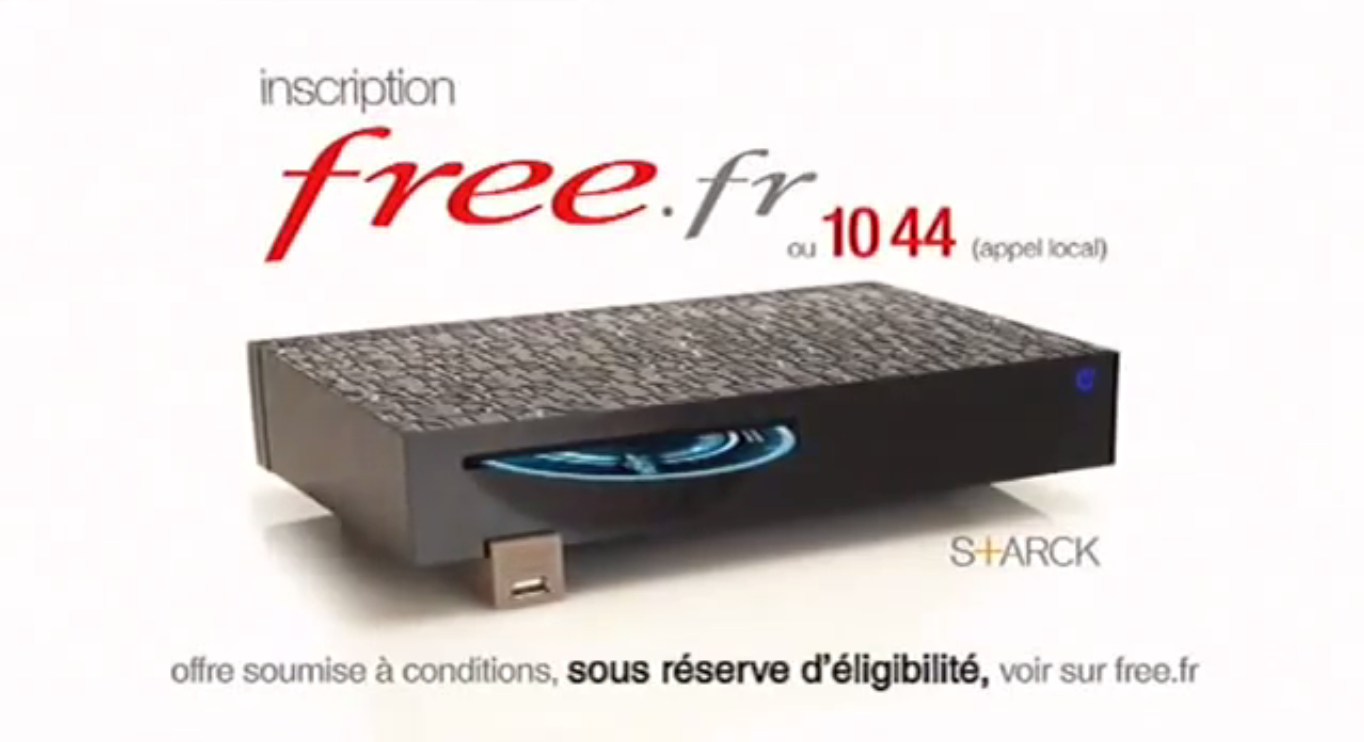 inscription
free.fr
ou 10 44 (appel local)
S+ARCK
offre soumise à conditions, sous réserve d'éligibilité, voir sur free.fr